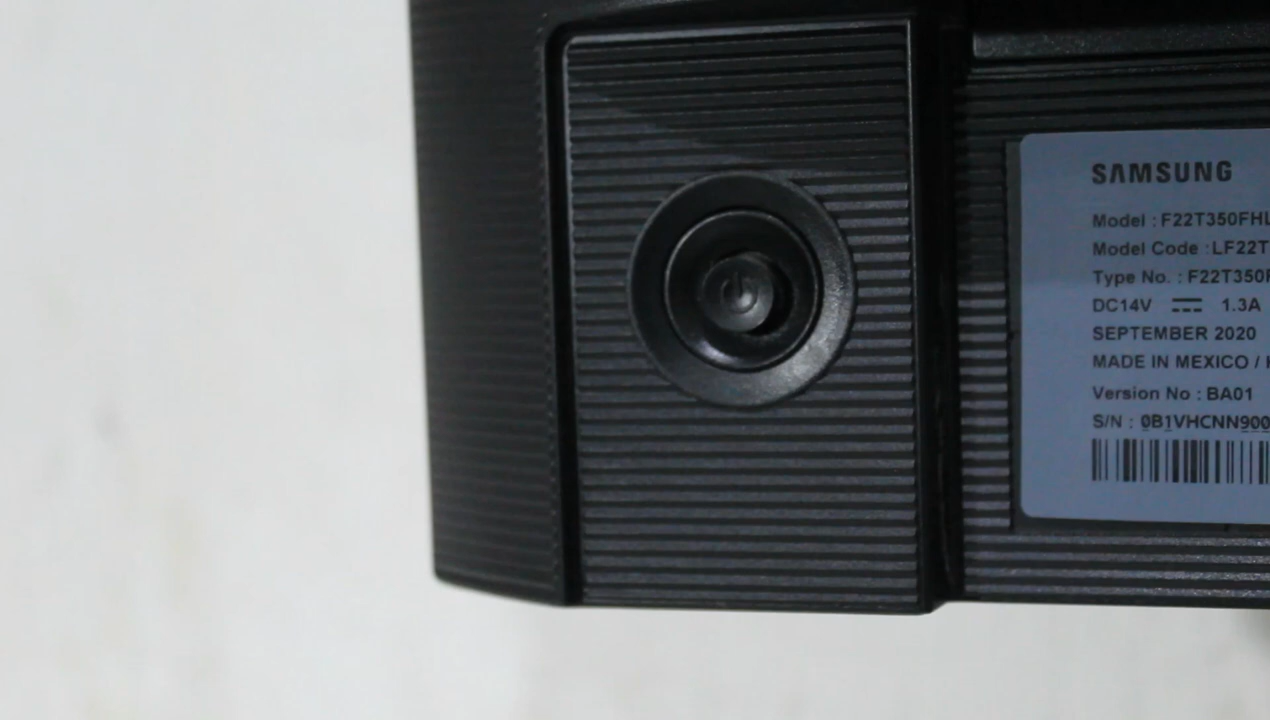 SAMSUNG
Model : F22T350FHL
Model Code : LF22T
Type No. : F22T350F
DC14V ⎓ 1.3A
SEPTEMBER 2020
MADE IN MEXICO /
Version No : BA01
S/N : 0B1VHCNN900